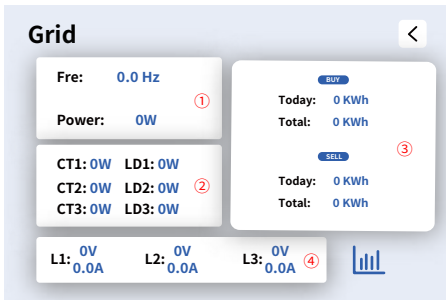 Grid
Fre: 0.0 Hz
Power: 0W
①
CT1: 0W LD1: 0W
CT2: 0W LD2: 0W
CT3: 0W LD3: 0W
②
BUY
Today: 0 KWh
Total: 0 KWh
SELL
Today: 0 KWh
Total: 0 KWh
③
L1: 0V 0.0A L2: 0V 0.0A L3: 0V 0.0A
④